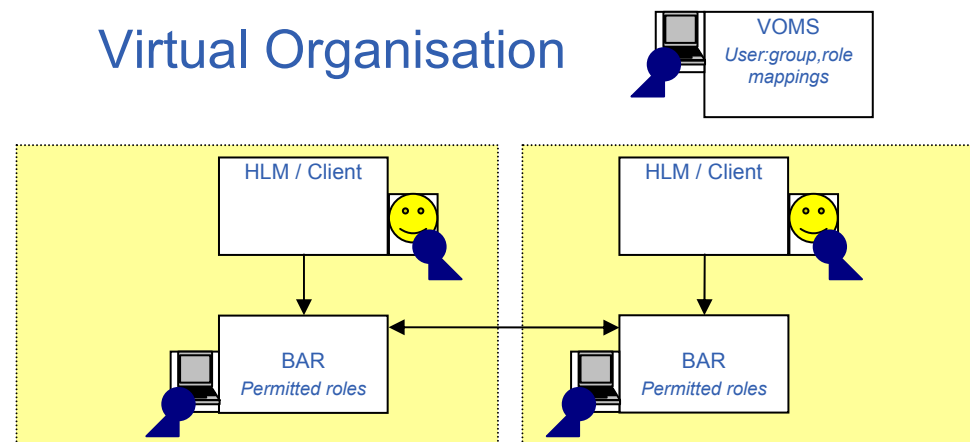 Virtual Organisation
VOMS
User:group,role
mappings
HLM / Client
HLM / Client
BAR
Permitted roles
BAR
Permitted roles